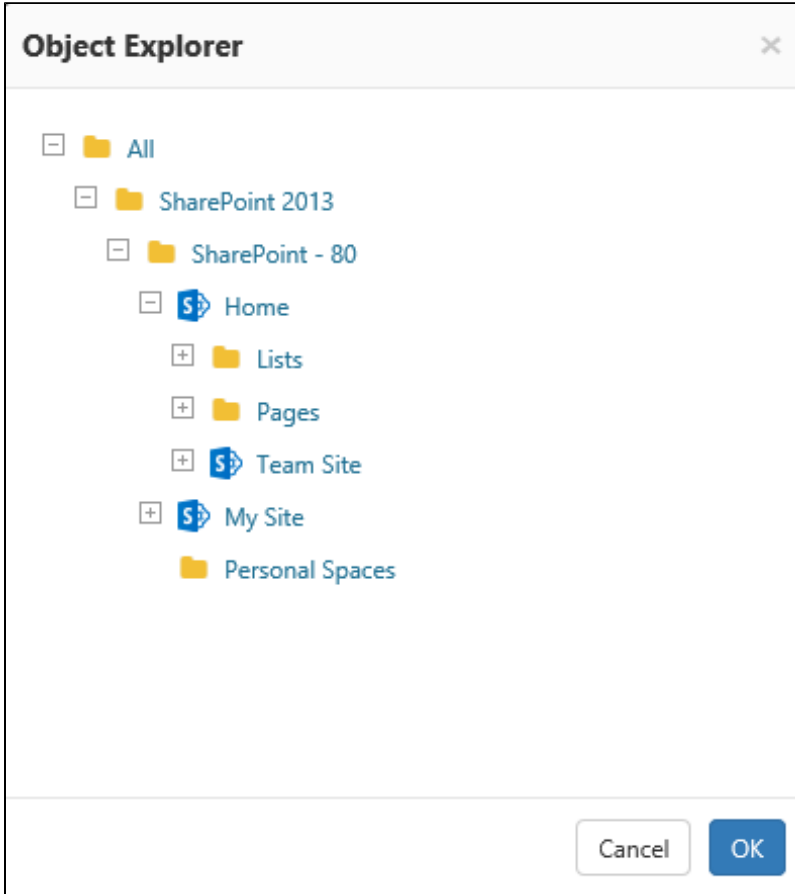 Object Explorer
All
SharePoint 2013
SharePoint - 80
Home
Lists
Pages
Team Site
My Site
Personal Spaces
Cancel OK